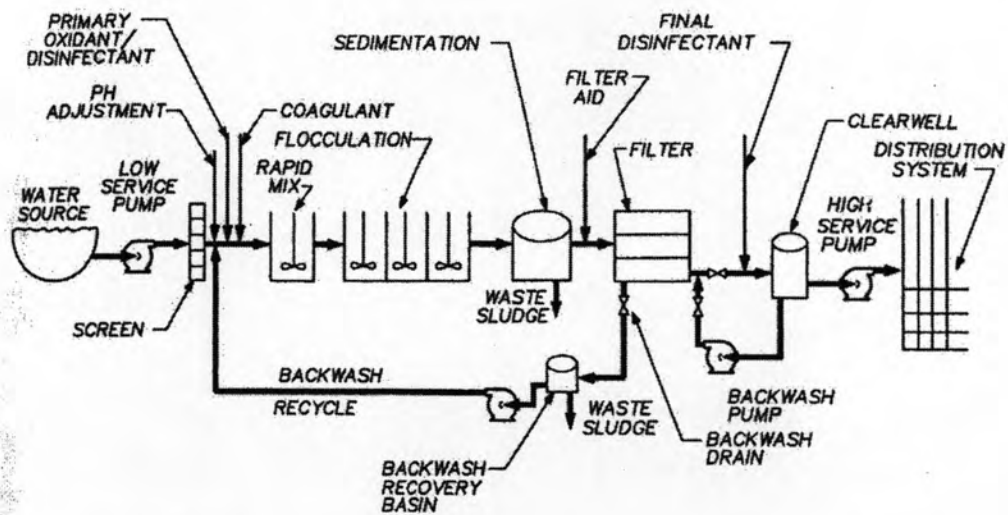 PRIMARY
OXIDANT/
DISINFECTANT
PH
ADJUSTMENT
COAGULANT
FLOCCULATION
RAPID
MIX
LOW
SERVICE
PUMP
WATER
SOURCE
SCREEN
SEDIMENTATION
FILTER
AID
FINAL
DISINFECTANT
FILTER
CLEARWELL
DISTRIBUTION
SYSTEM
HIGH
SERVICE
PUMP
WASTE
SLUDGE
BACKWASH
RECYCLE
WASTE
SLUDGE
BACKWASH
PUMP
BACKWASH
DRAIN
BACKWASH
RECOVERY
BASIN